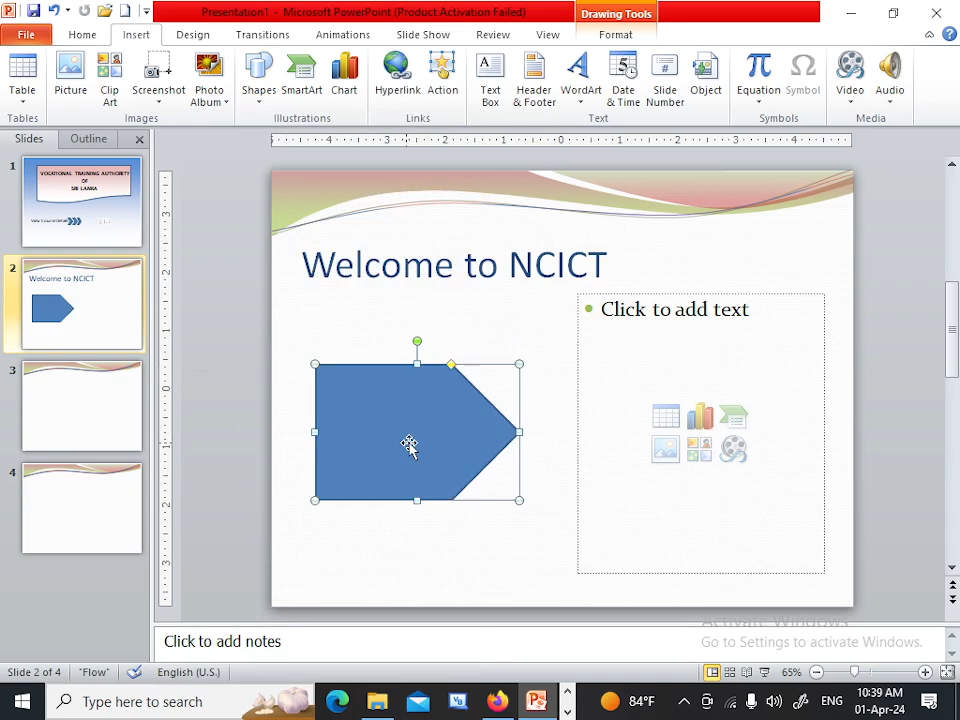 Presentation1 - Microsoft PowerPoint (Product Activation Failed)
Drawing Tools
File Home Insert Design Transitions Animations Slide Show Review View Format
Table
Picture
Clip Art
Screenshot
Photo Album
Shapes
SmartArt
Chart
Hyperlink
Action
Text Box
Header & Footer
WordArt
Date & Time
Slide Number
Object
Equation
Symbol
Video
Audio
Tables Images Illustrations Links Text Symbols Media
Slides Outline
1
VOCATIONAL TRAINING AUTHORITY
OF
SRI LANKA
2
Welcome to NCICT
3
4
Welcome to NCICT
Click to add text
Click to add notes
Activate Windows
Go to Settings to activate Windows.
Slide 2 of 4 "Flow" English (U.S.) 65%
Type here to search
84°F
ENG
10:39 AM
01-Apr-24